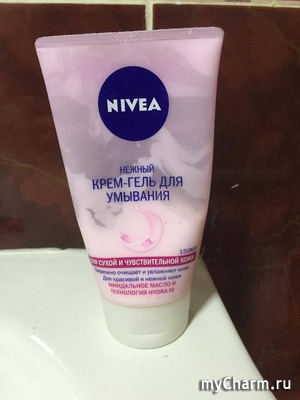 NIVEA
НЕЖНЫЙ
КРЕМ-ГЕЛЬ ДЛЯ
УМЫВАНИЯ
150мл
ДЛЯ СУХОЙ И ЧУВСТВИТЕЛЬНОЙ КОЖИ
Бережно очищает и увлажняет кожу
Для красивой и нежной кожи
МИНДАЛЬНОЕ МАСЛО И
ТЕХНОЛОГИЯ HYDRA IQ
myCharm.ru